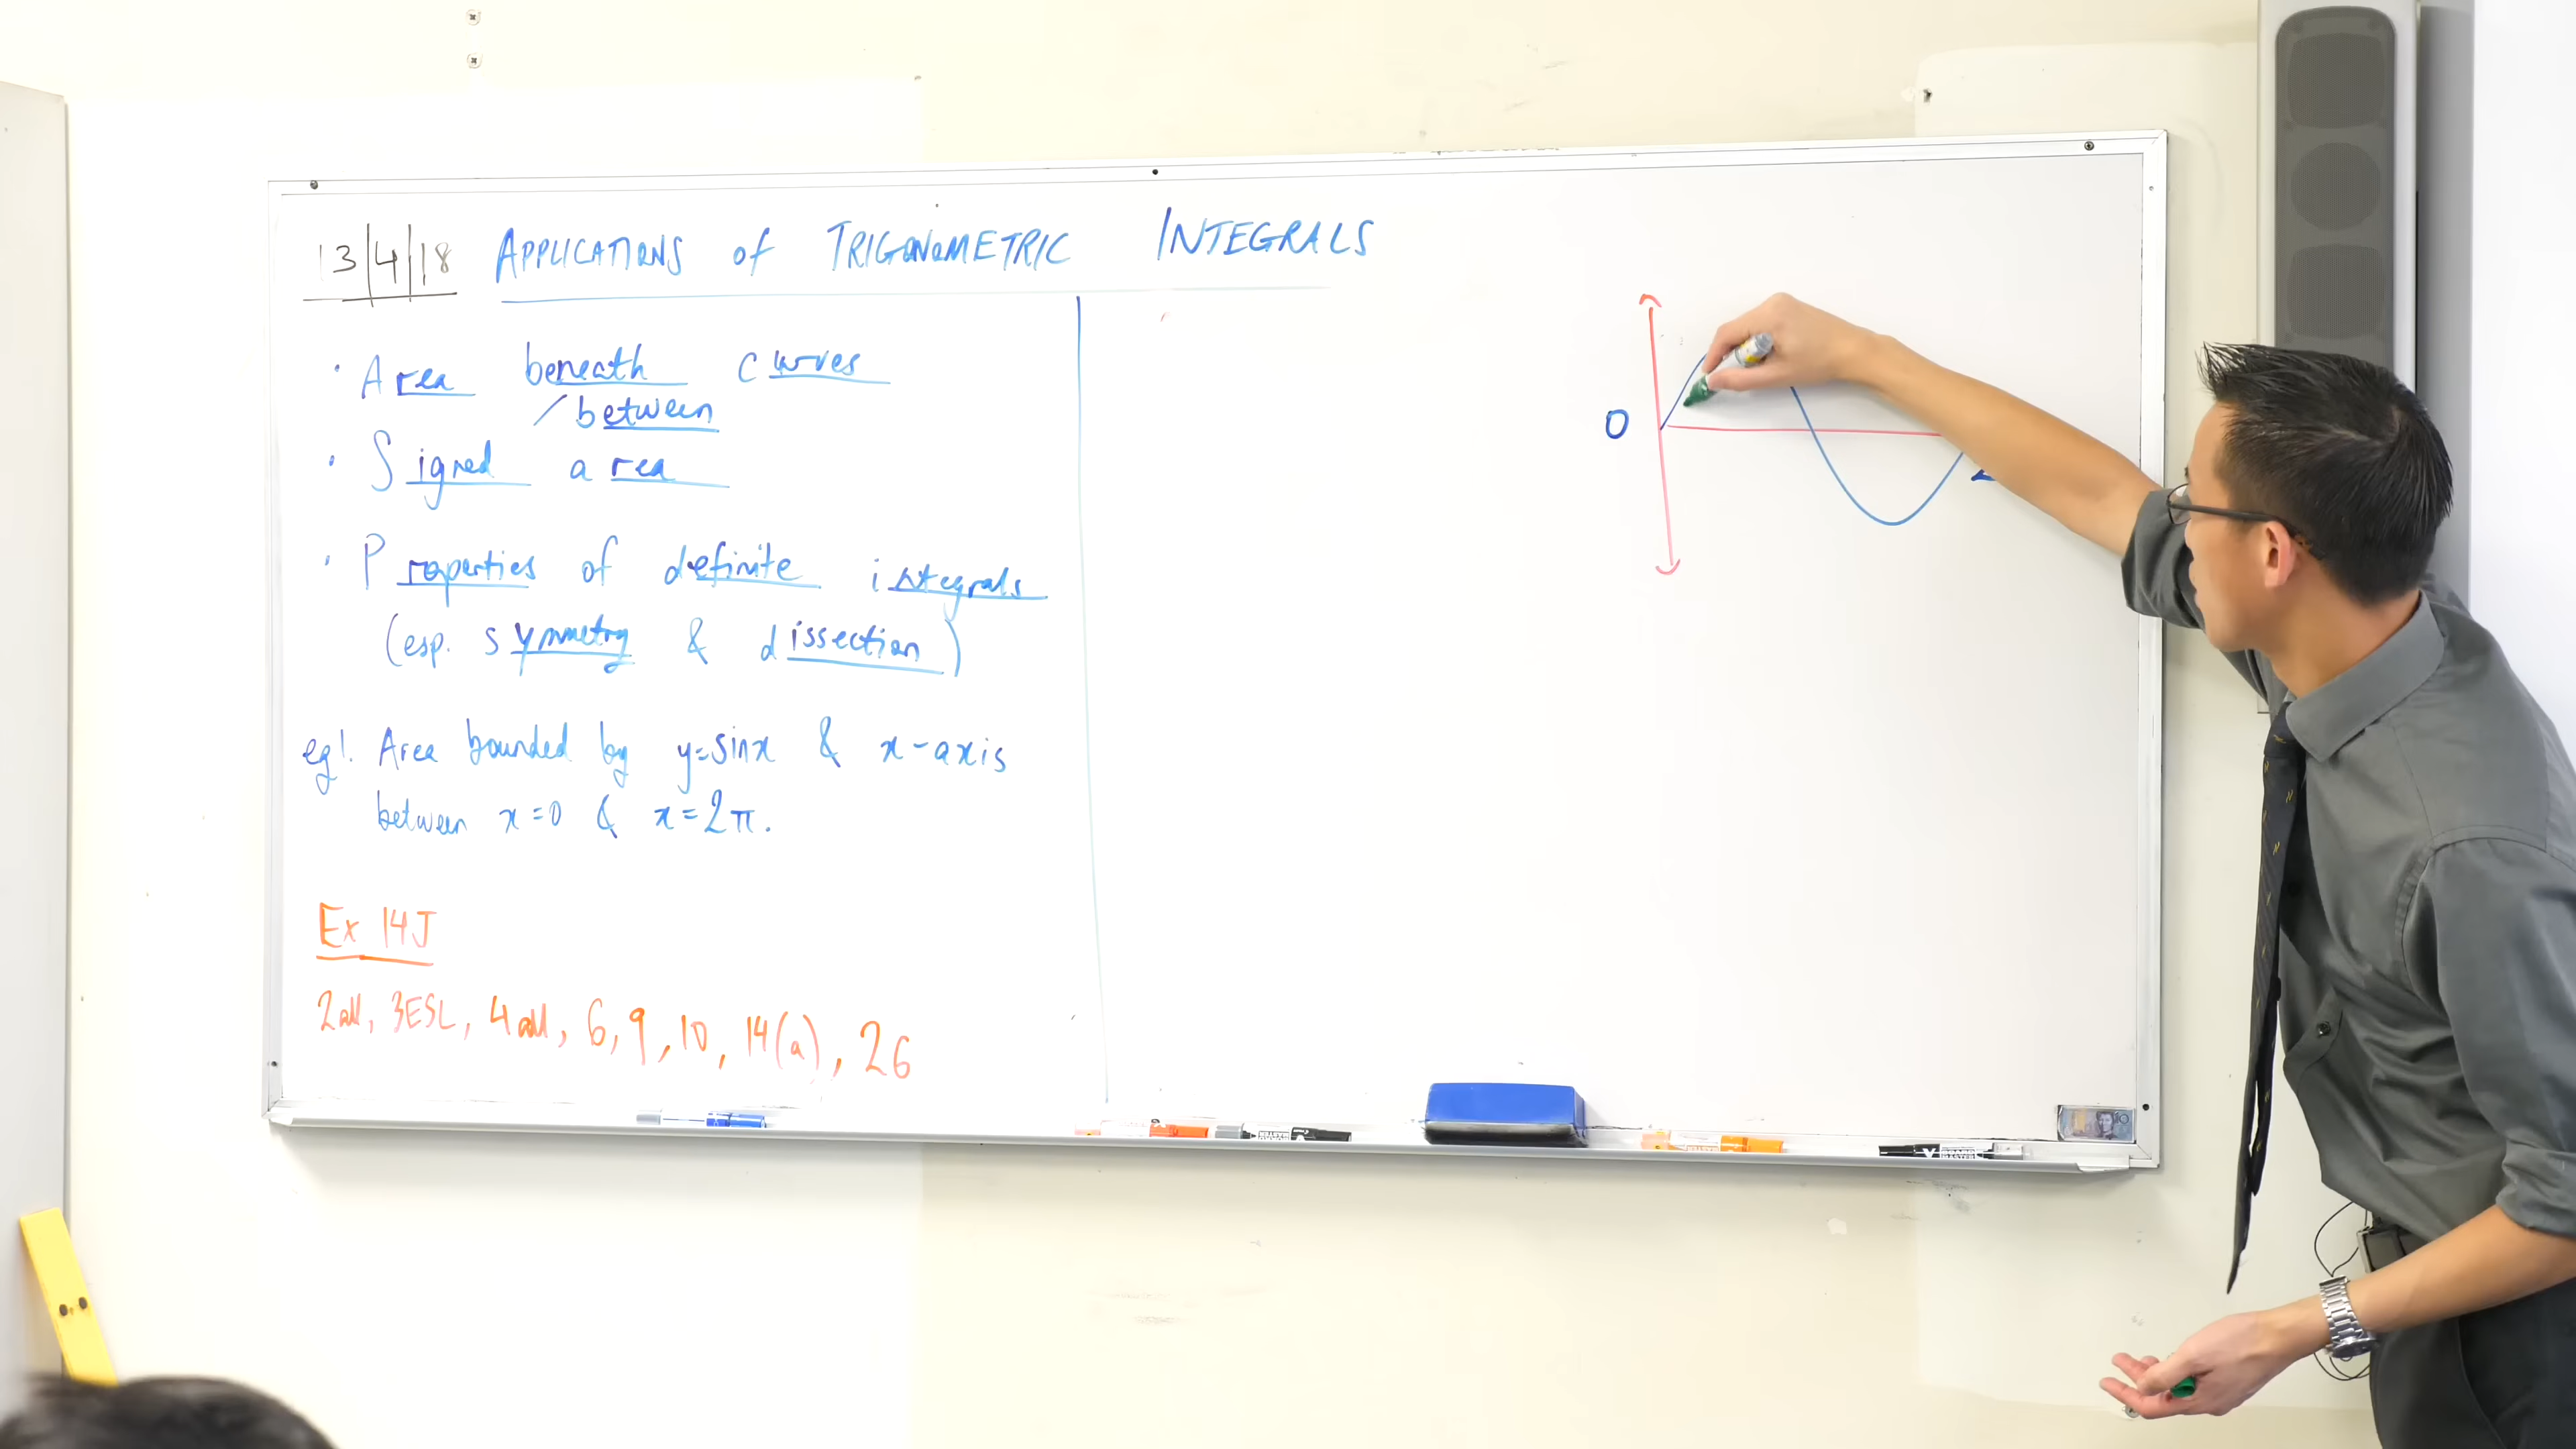 13/4/18 APPLICATIONS of TRIGONOMETRIC INTEGRALS
· Area beneath curves
/between
· Signed area
· Properties of definite integrals
(esp. symmetry & dissection)
eg1. Area bounded by y=sinx & x-axis
between x=0 & x=2π.
Ex 14J
2all, 3ESL, 4all, 6, 9, 10, 14(a), 26
0